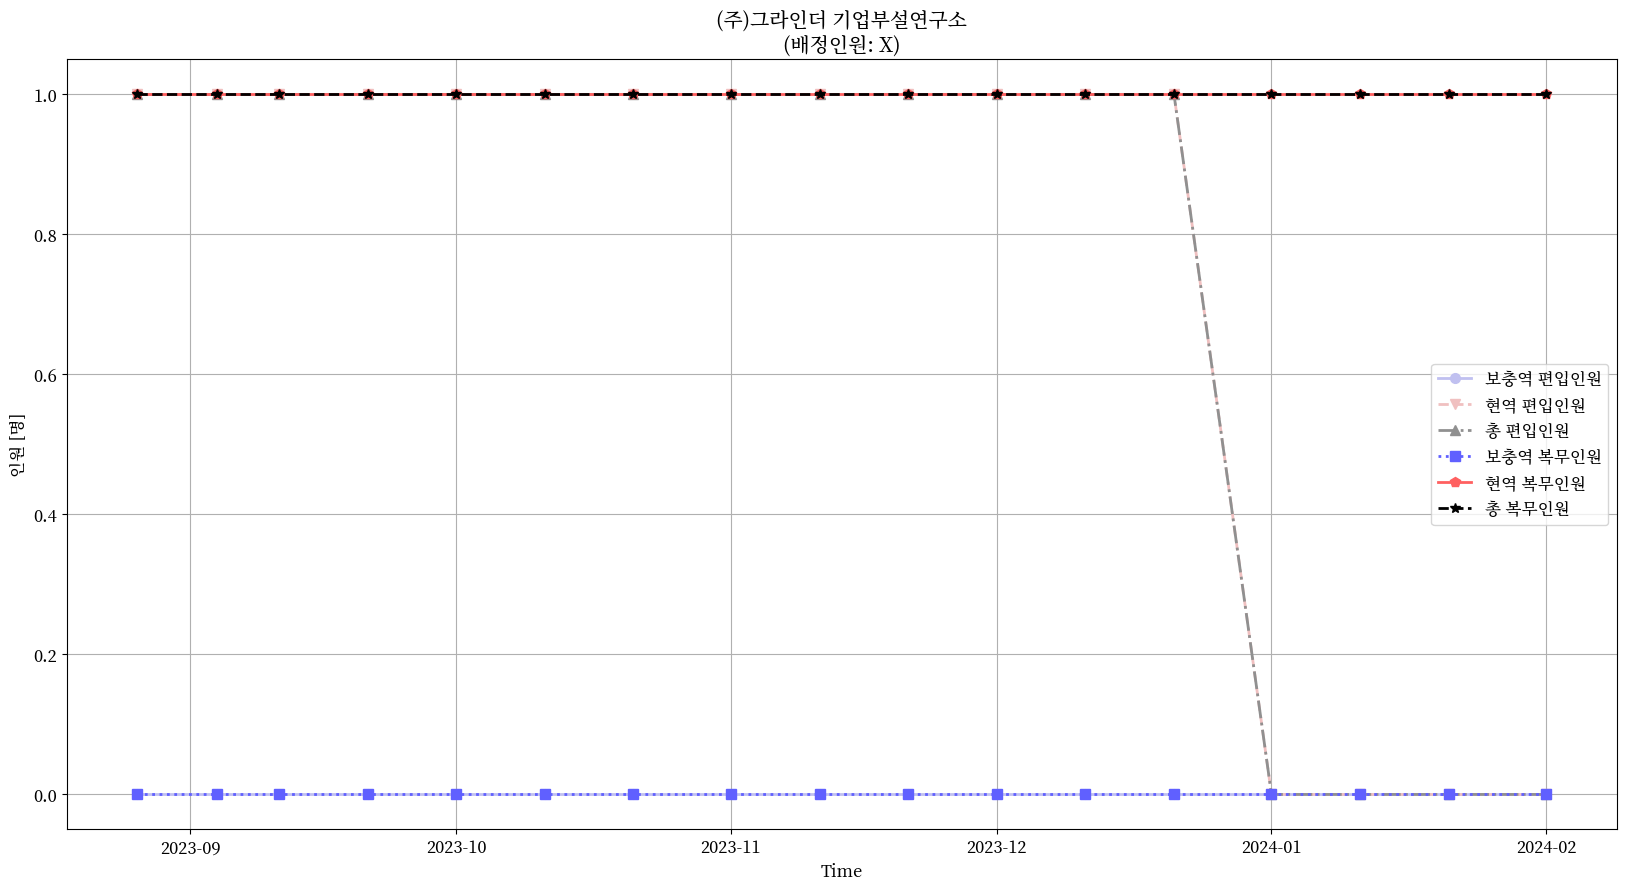 (주)그라인더 기업부설연구소
(배정인원: X)
1.0
0.8
0.6
0.4
0.2
0.0
인원 [명]
보충역 편입인원
현역 편입인원
총 편입인원
보충역 복무인원
현역 복무인원
총 복무인원
2023-09
2023-10
2023-11
2023-12
2024-01
2024-02
Time